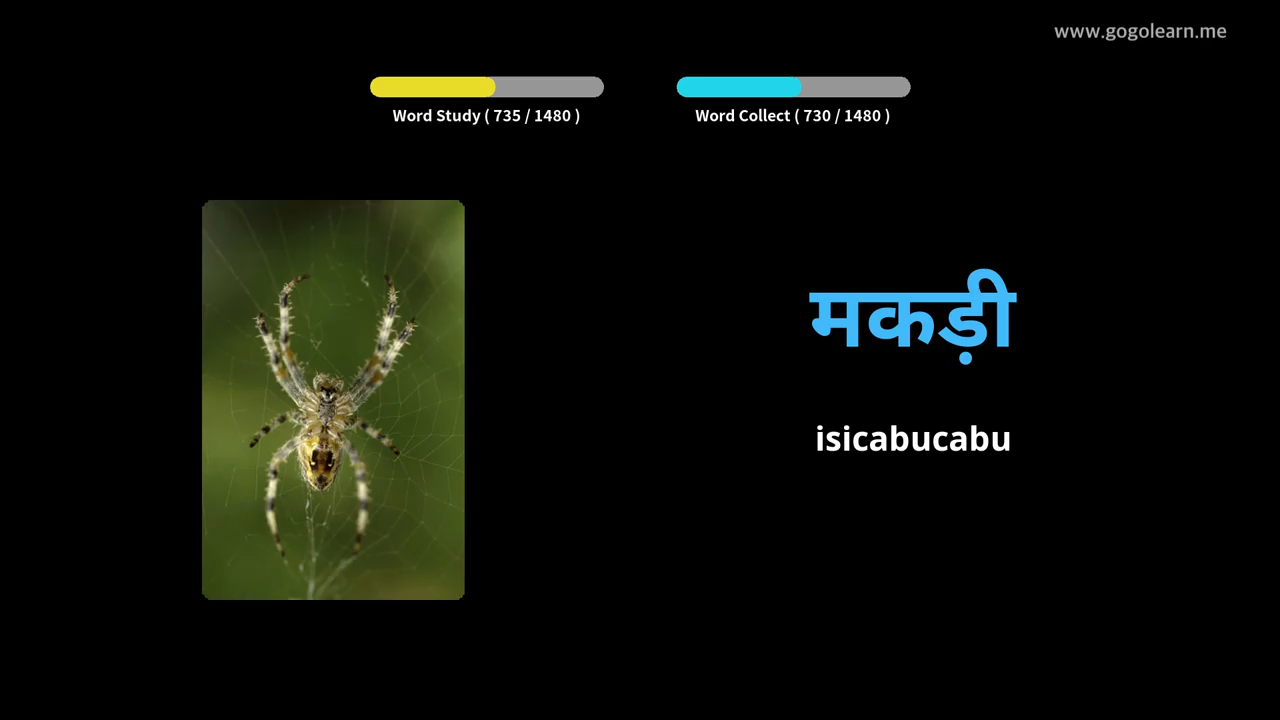 www.gogolearn.me
Word Study ( 735 / 1480 )
Word Collect ( 730 / 1480 )
मकड़ी
isicabucabu